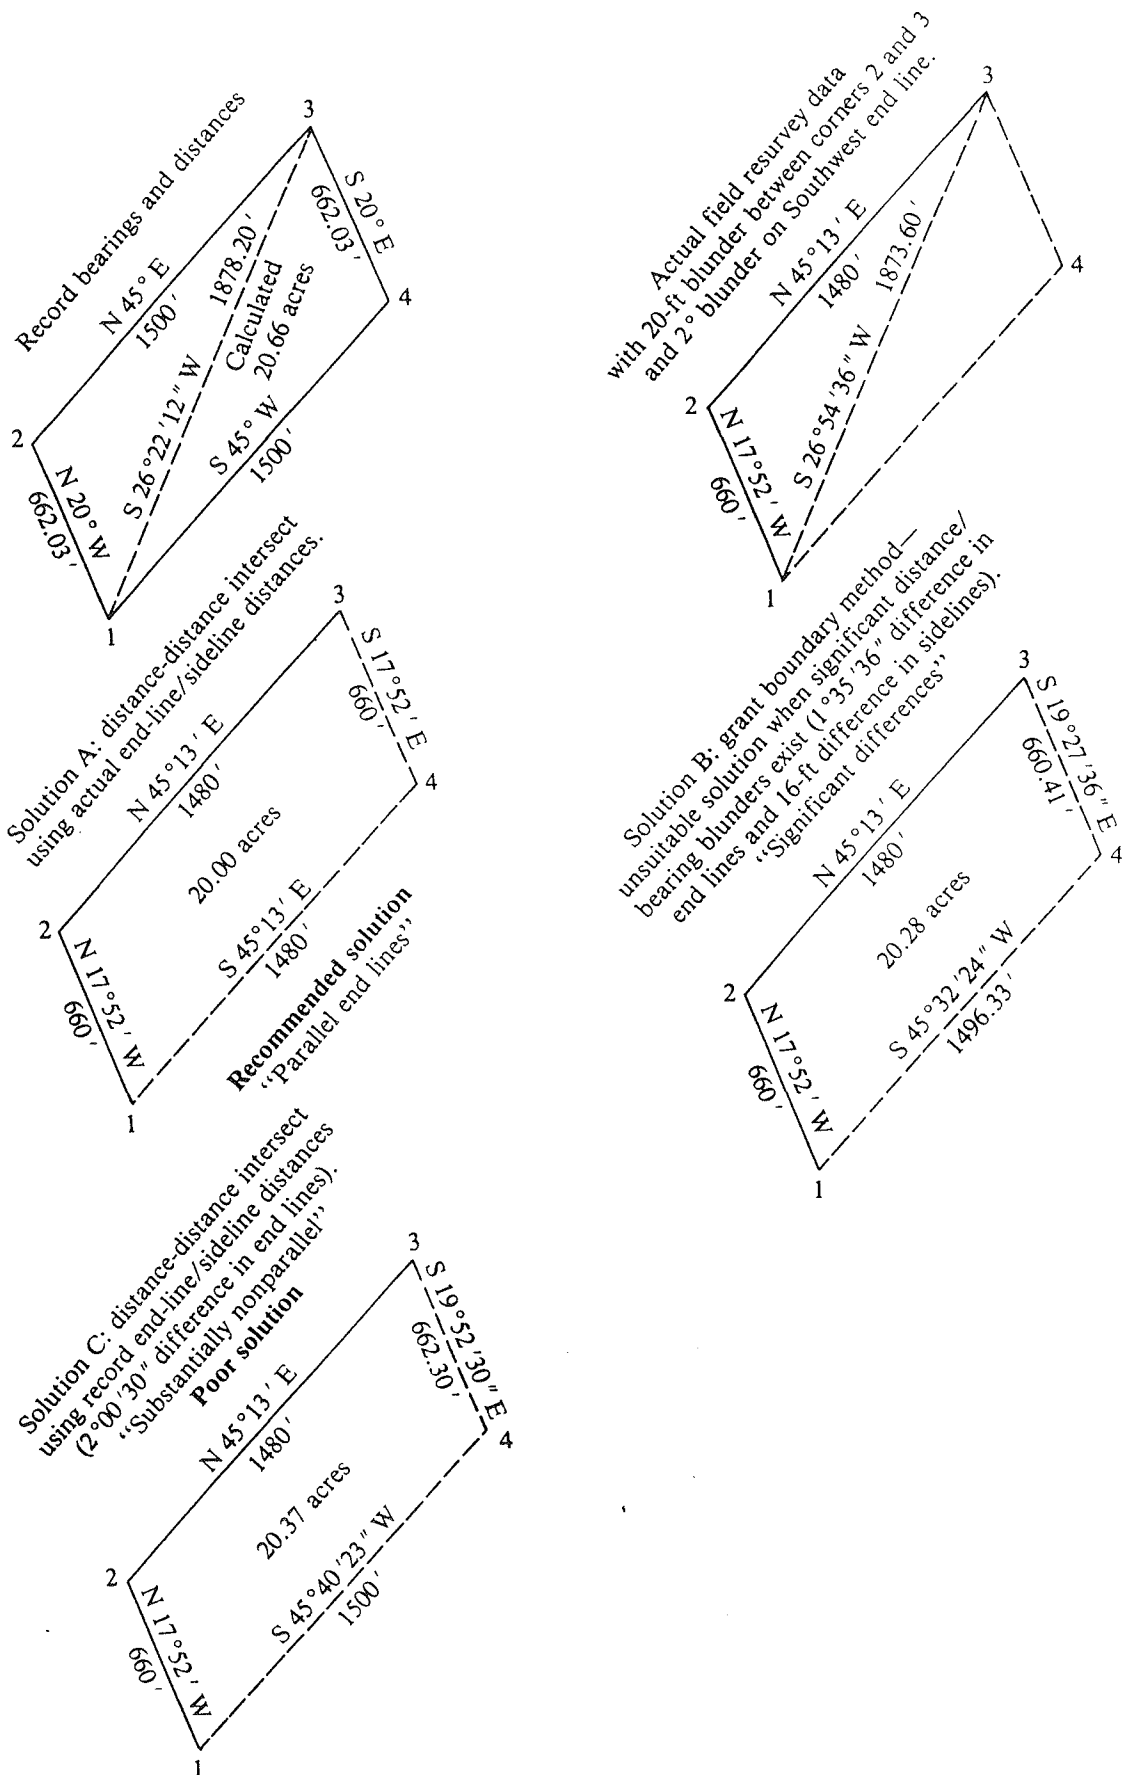 Record bearings and distances
3
N 45° E
1500′
S 20° E
662.03′
1878.20′
S 26°22′12″ W
Calculated
20.66 acres
2
4
N 20° W
662.03′
S 45° W
1500′
1
Actual field resurvey data
with 20-ft blunder between corners 2 and 3
and 2° blunder on Southwest end line.
3
N 45°13′ E
1480′
1873.60′
S 26°54′36″ W
2
4
N 17°52′ W
660′
1
Solution A: distance-distance intersect
using actual end-line/sideline distances.
3
N 45°13′ E
1480′
S 17°52′ E
660′
20.00 acres
2
4
N 17°52′ W
660′
S 45°13′ E
1480′
1
Recommended solution
“Parallel end lines”
Solution B: grant boundary method—
unsuitable solution when significant distance/
bearing blunders exist (1°35′36″ difference in
end lines and 16-ft difference in sidelines).
“Significant differences”
3
N 45°13′ E
1480′
S 19°27′36″ E
660.41′
20.28 acres
2
4
N 17°52′ W
660′
S 45°32′24″ W
1496.33′
1
Solution C: distance-distance intersect
using record end-line/sideline distances
(2°00′30″ difference in end lines).
“Substantially nonparallel”
Poor solution
3
N 45°13′ E
1480′
S 19°52′30″ E
662.30′
20.37 acres
2
4
N 17°52′ W
660′
S 45°40′23″ W
1500′
1